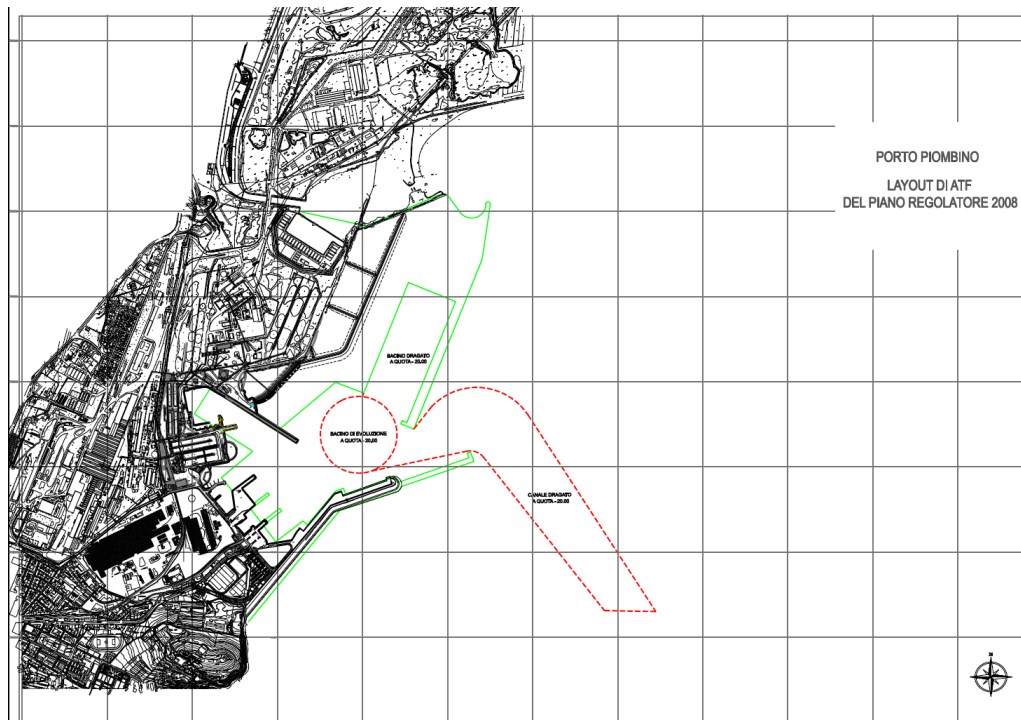 PORTO PIOMBINO
LAYOUT DI ATF
DEL PIANO REGOLATORE 2008
BACINO DRAGATO
A QUOTA - 20.00
BACINO DI EVOLUZIONE
A QUOTA - 20,00
CANALE DRAGATO
A QUOTA - 20.00